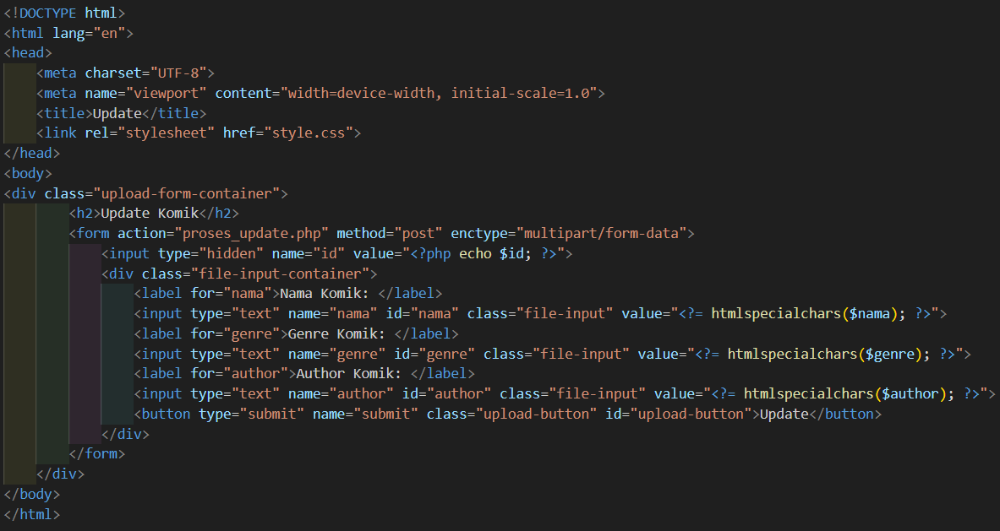 <!DOCTYPE html>
<html lang="en">
<head>
    <meta charset="UTF-8">
    <meta name="viewport" content="width=device-width, initial-scale=1.0">
    <title>Update</title>
    <link rel="stylesheet" href="style.css">
</head>
<body>
<div class="upload-form-container">
        <h2>Update Komik</h2>
        <form action="proses_update.php" method="post" enctype="multipart/form-data">
            <input type="hidden" name="id" value="<?php echo $id; ?>">
            <div class="file-input-container">
                <label for="nama">Nama Komik: </label>
                <input type="text" name="nama" id="nama" class="file-input" value="<?= htmlspecialchars($nama); ?>">
                <label for="genre">Genre Komik: </label>
                <input type="text" name="genre" id="genre" class="file-input" value="<?= htmlspecialchars($genre); ?>">
                <label for="author">Author Komik: </label>
                <input type="text" name="author" id="author" class="file-input" value="<?= htmlspecialchars($author); ?>">
                <button type="submit" name="submit" class="upload-button" id="upload-button">Update</button>
            </div>
        </form>
    </div>
</body>
</html>